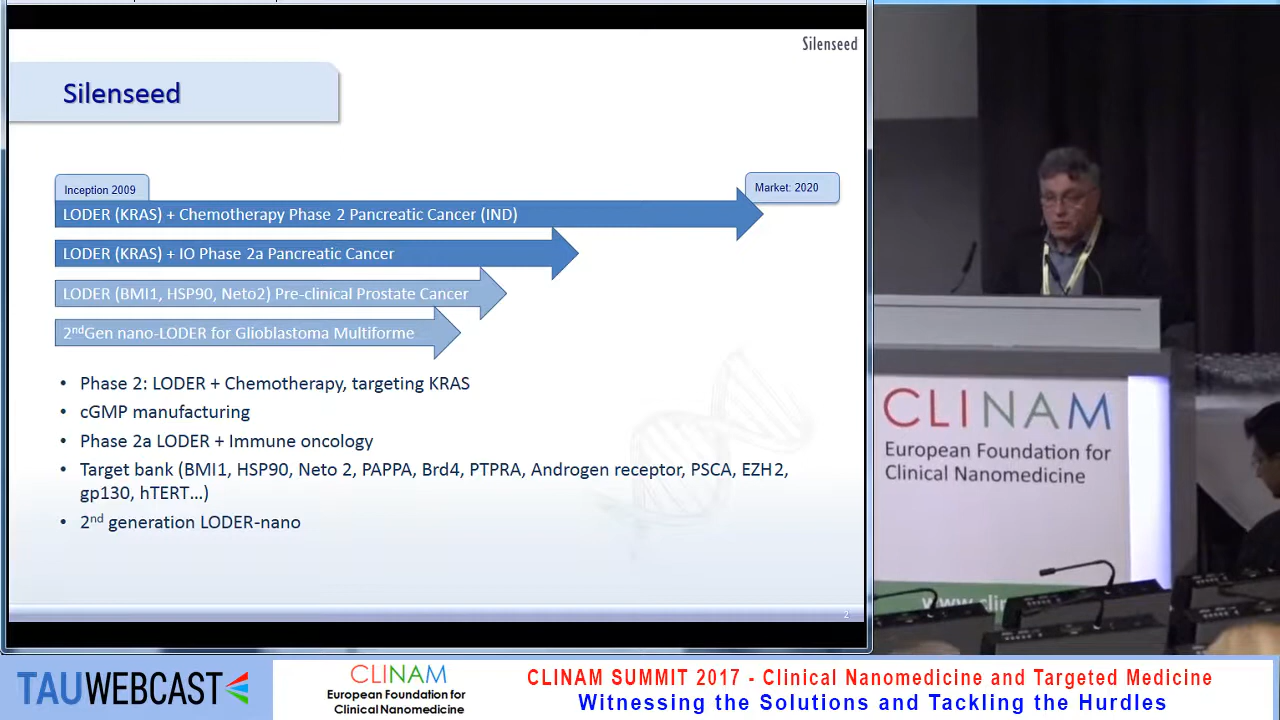 Silenseed
Silenseed
Inception 2009
Market: 2020
LODER (KRAS) + Chemotherapy Phase 2 Pancreatic Cancer (IND)
LODER (KRAS) + IO Phase 2a Pancreatic Cancer
LODER (BMI1, HSP90, Neto2) Pre-clinical Prostate Cancer
2nd Gen nano-LODER for Glioblastoma Multiforme
• Phase 2: LODER + Chemotherapy, targeting KRAS
• cGMP manufacturing
• Phase 2a LODER + Immune oncology
• Target bank (BMI1, HSP90, Neto 2, PAPPA, Brd4, PTPRA, Androgen receptor, PSCA, EZH2,
gp130, hTERT...)
• 2nd generation LODER-nano
2
CLINAM
European Foundation for
Clinical Nanomedicine
TAUWEBCAST
CLINAM
European Foundation for
Clinical Nanomedicine
CLINAM SUMMIT 2017 - Clinical Nanomedicine and Targeted Medicine
Witnessing the Solutions and Tackling the Hurdles